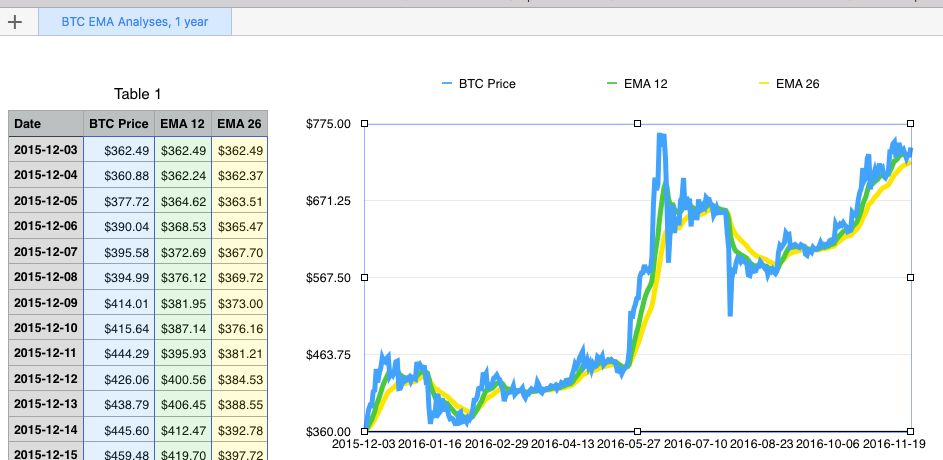 BTC EMA Analyses, 1 year
Table 1
Date BTC Price EMA 12 EMA 26
2015-12-03 $362.49 $362.49 $362.49
2015-12-04 $360.88 $362.24 $362.37
2015-12-05 $377.72 $364.62 $363.51
2015-12-06 $390.04 $368.53 $365.47
2015-12-07 $395.58 $372.69 $367.70
2015-12-08 $394.99 $376.12 $369.72
2015-12-09 $414.01 $381.95 $373.00
2015-12-10 $415.64 $387.14 $376.16
2015-12-11 $444.29 $395.93 $381.21
2015-12-12 $426.06 $400.56 $384.53
2015-12-13 $438.79 $406.45 $388.55
2015-12-14 $445.60 $412.47 $392.78
2015-12-15 $459.48 $419.70 $397.72
BTC Price EMA 12 EMA 26
$775.00
$671.25
$567.50
$463.75
$360.00
2015-12-03 2016-01-16 2016-02-29 2016-04-13 2016-05-27 2016-07-10 2016-08-23 2016-10-06 2016-11-19